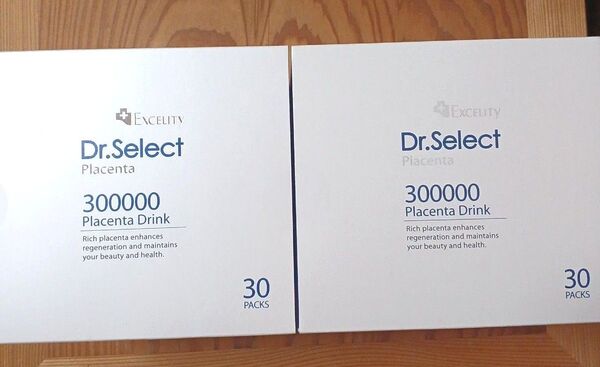 EXCELITY
Dr.Select
Placenta
300000
Placenta Drink
Rich placenta enhances
regeneration and maintains
your beauty and health.
30
PACKS
EXCELITY
Dr.Select
Placenta
300000
Placenta Drink
Rich placenta enhances
regeneration and maintains
your beauty and health.
30
PACKS